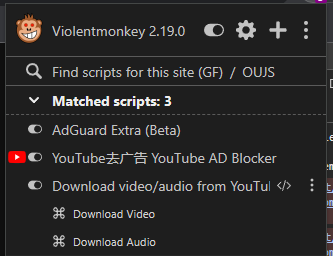 Violentmonkey 2.19.0
Find scripts for this site (GF) / OUJS
Matched scripts: 3
AdGuard Extra (Beta)
YouTube去广告 YouTube AD Blocker
Download video/audio from YouTu
Download Video
Download Audio